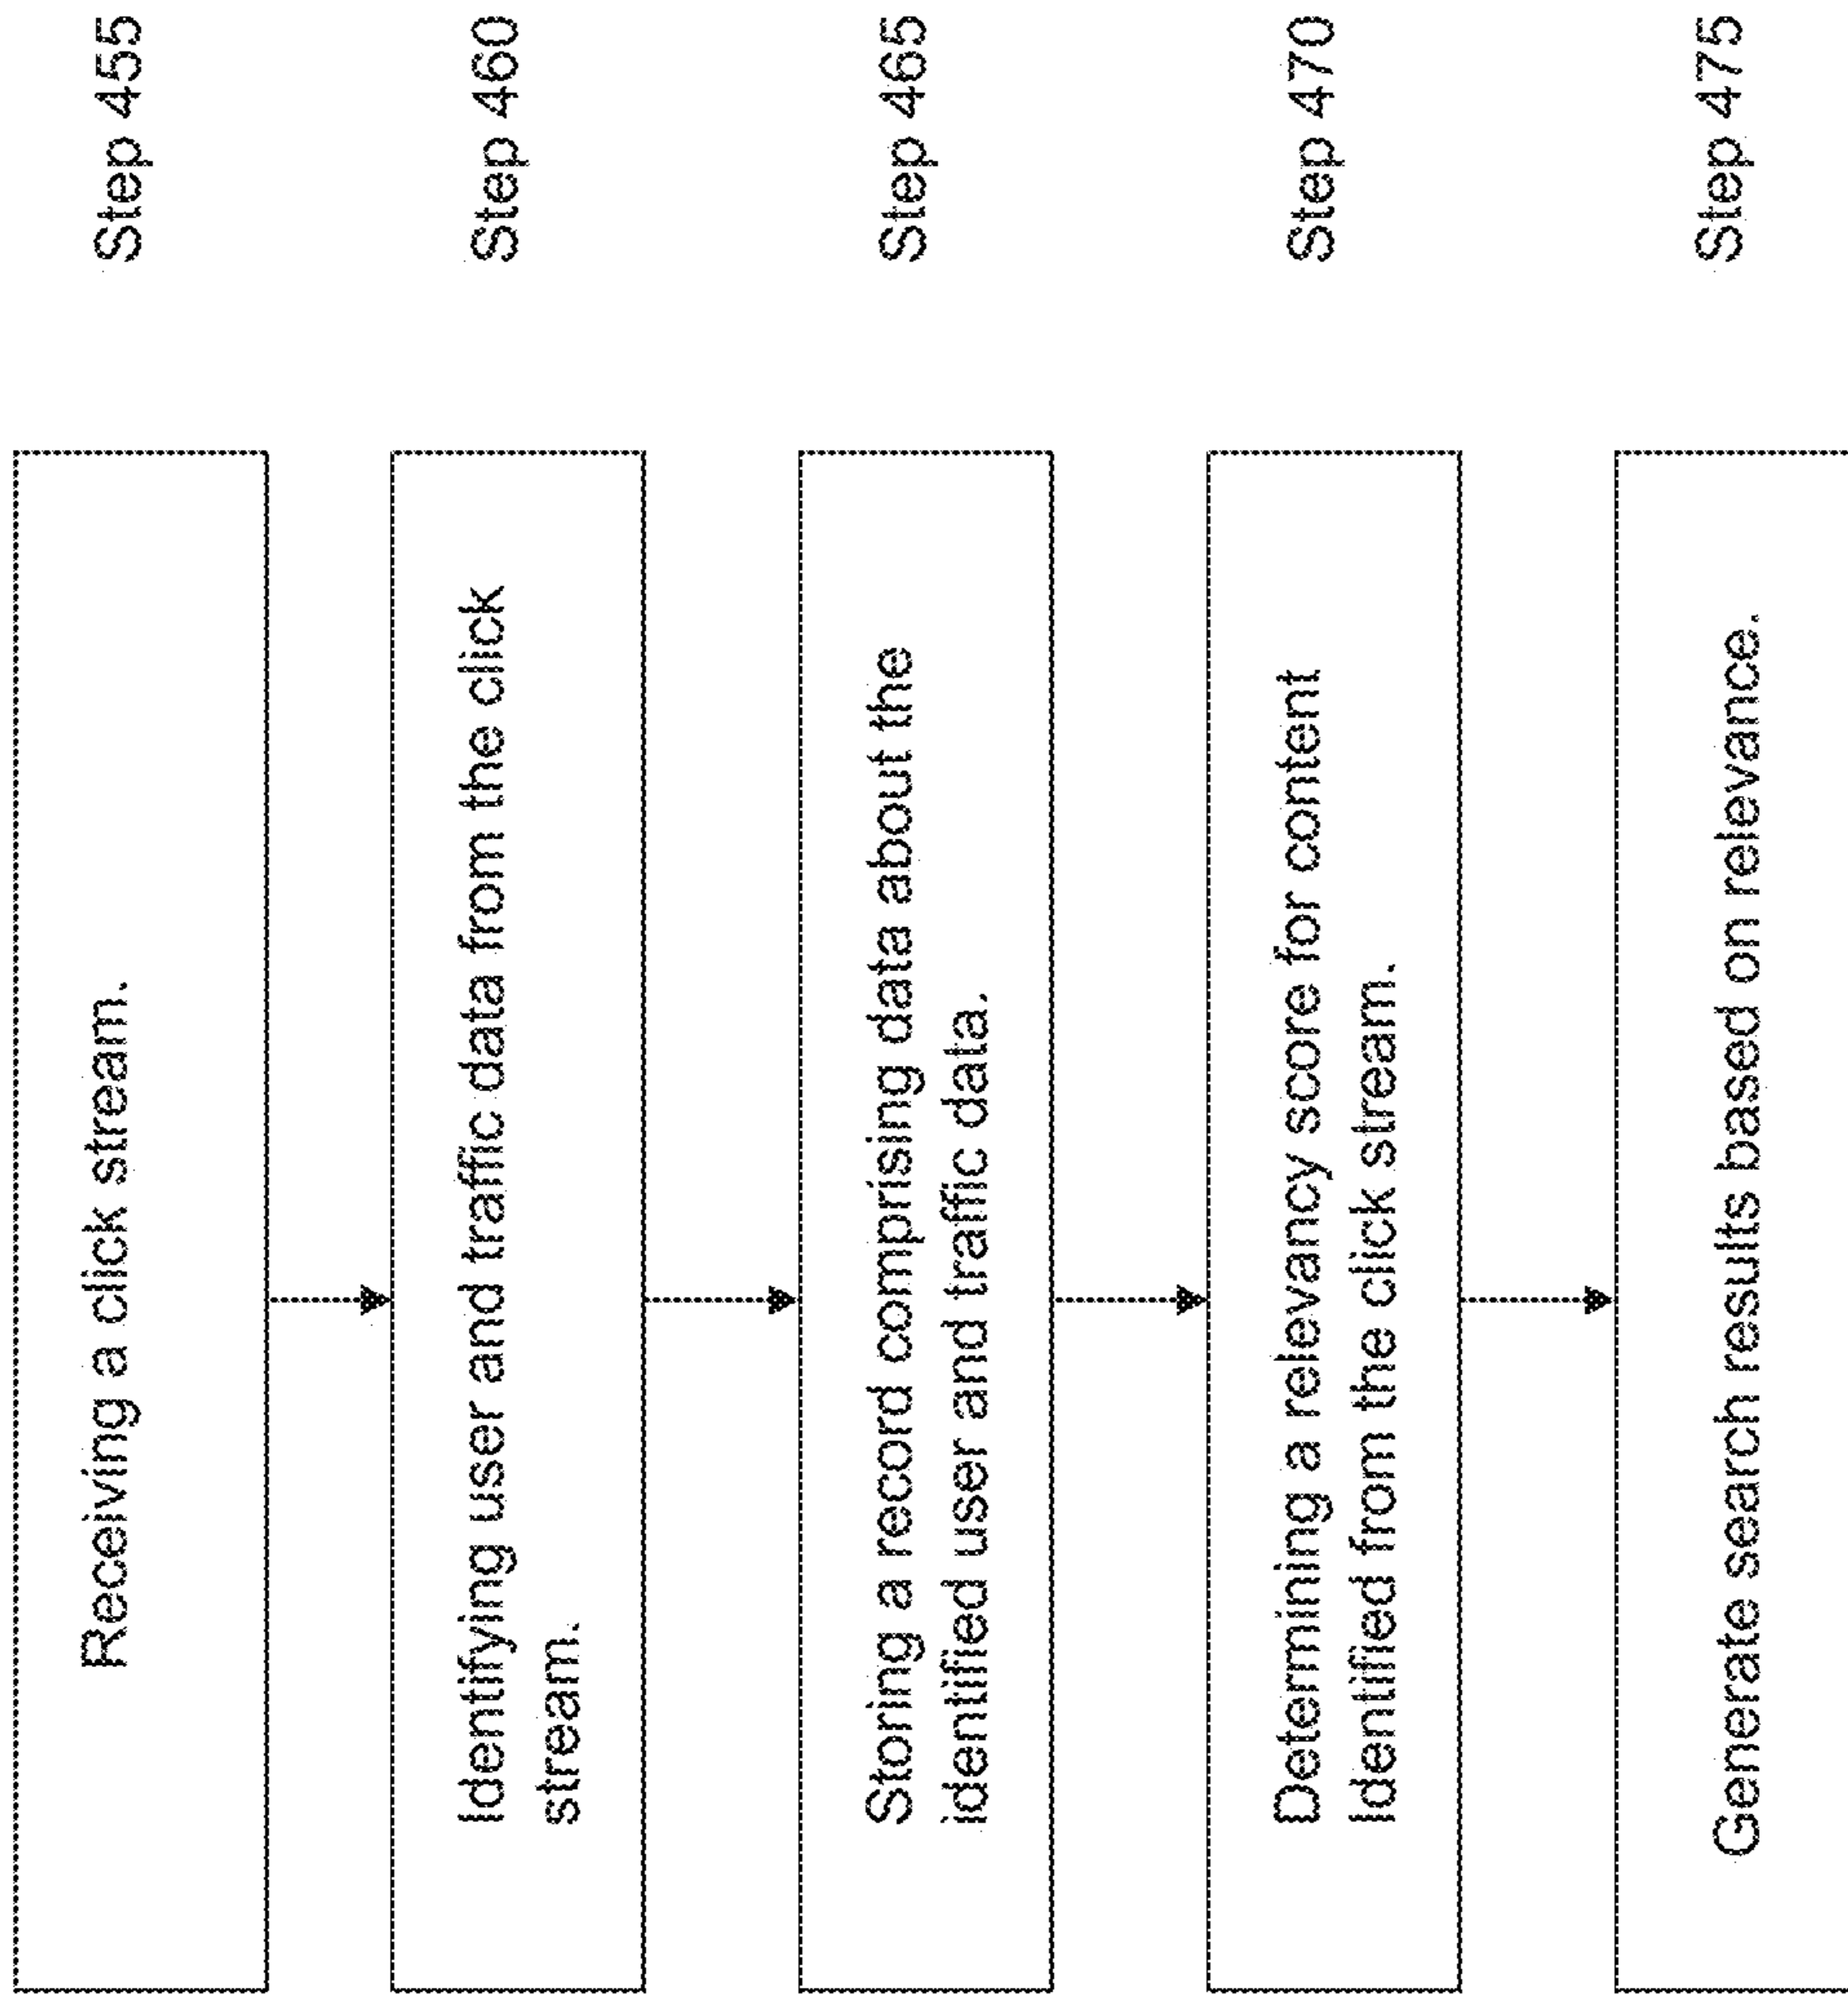 Receiving a click stream.
Step 455
Identifying user and traffic data from the click
stream.
Step 460
Storing a record comprising data about the
identified user and traffic data.
Step 465
Determining a relevancy score for content
identified from the click stream.
Step 470
Generate search results based on relevance.
Step 475